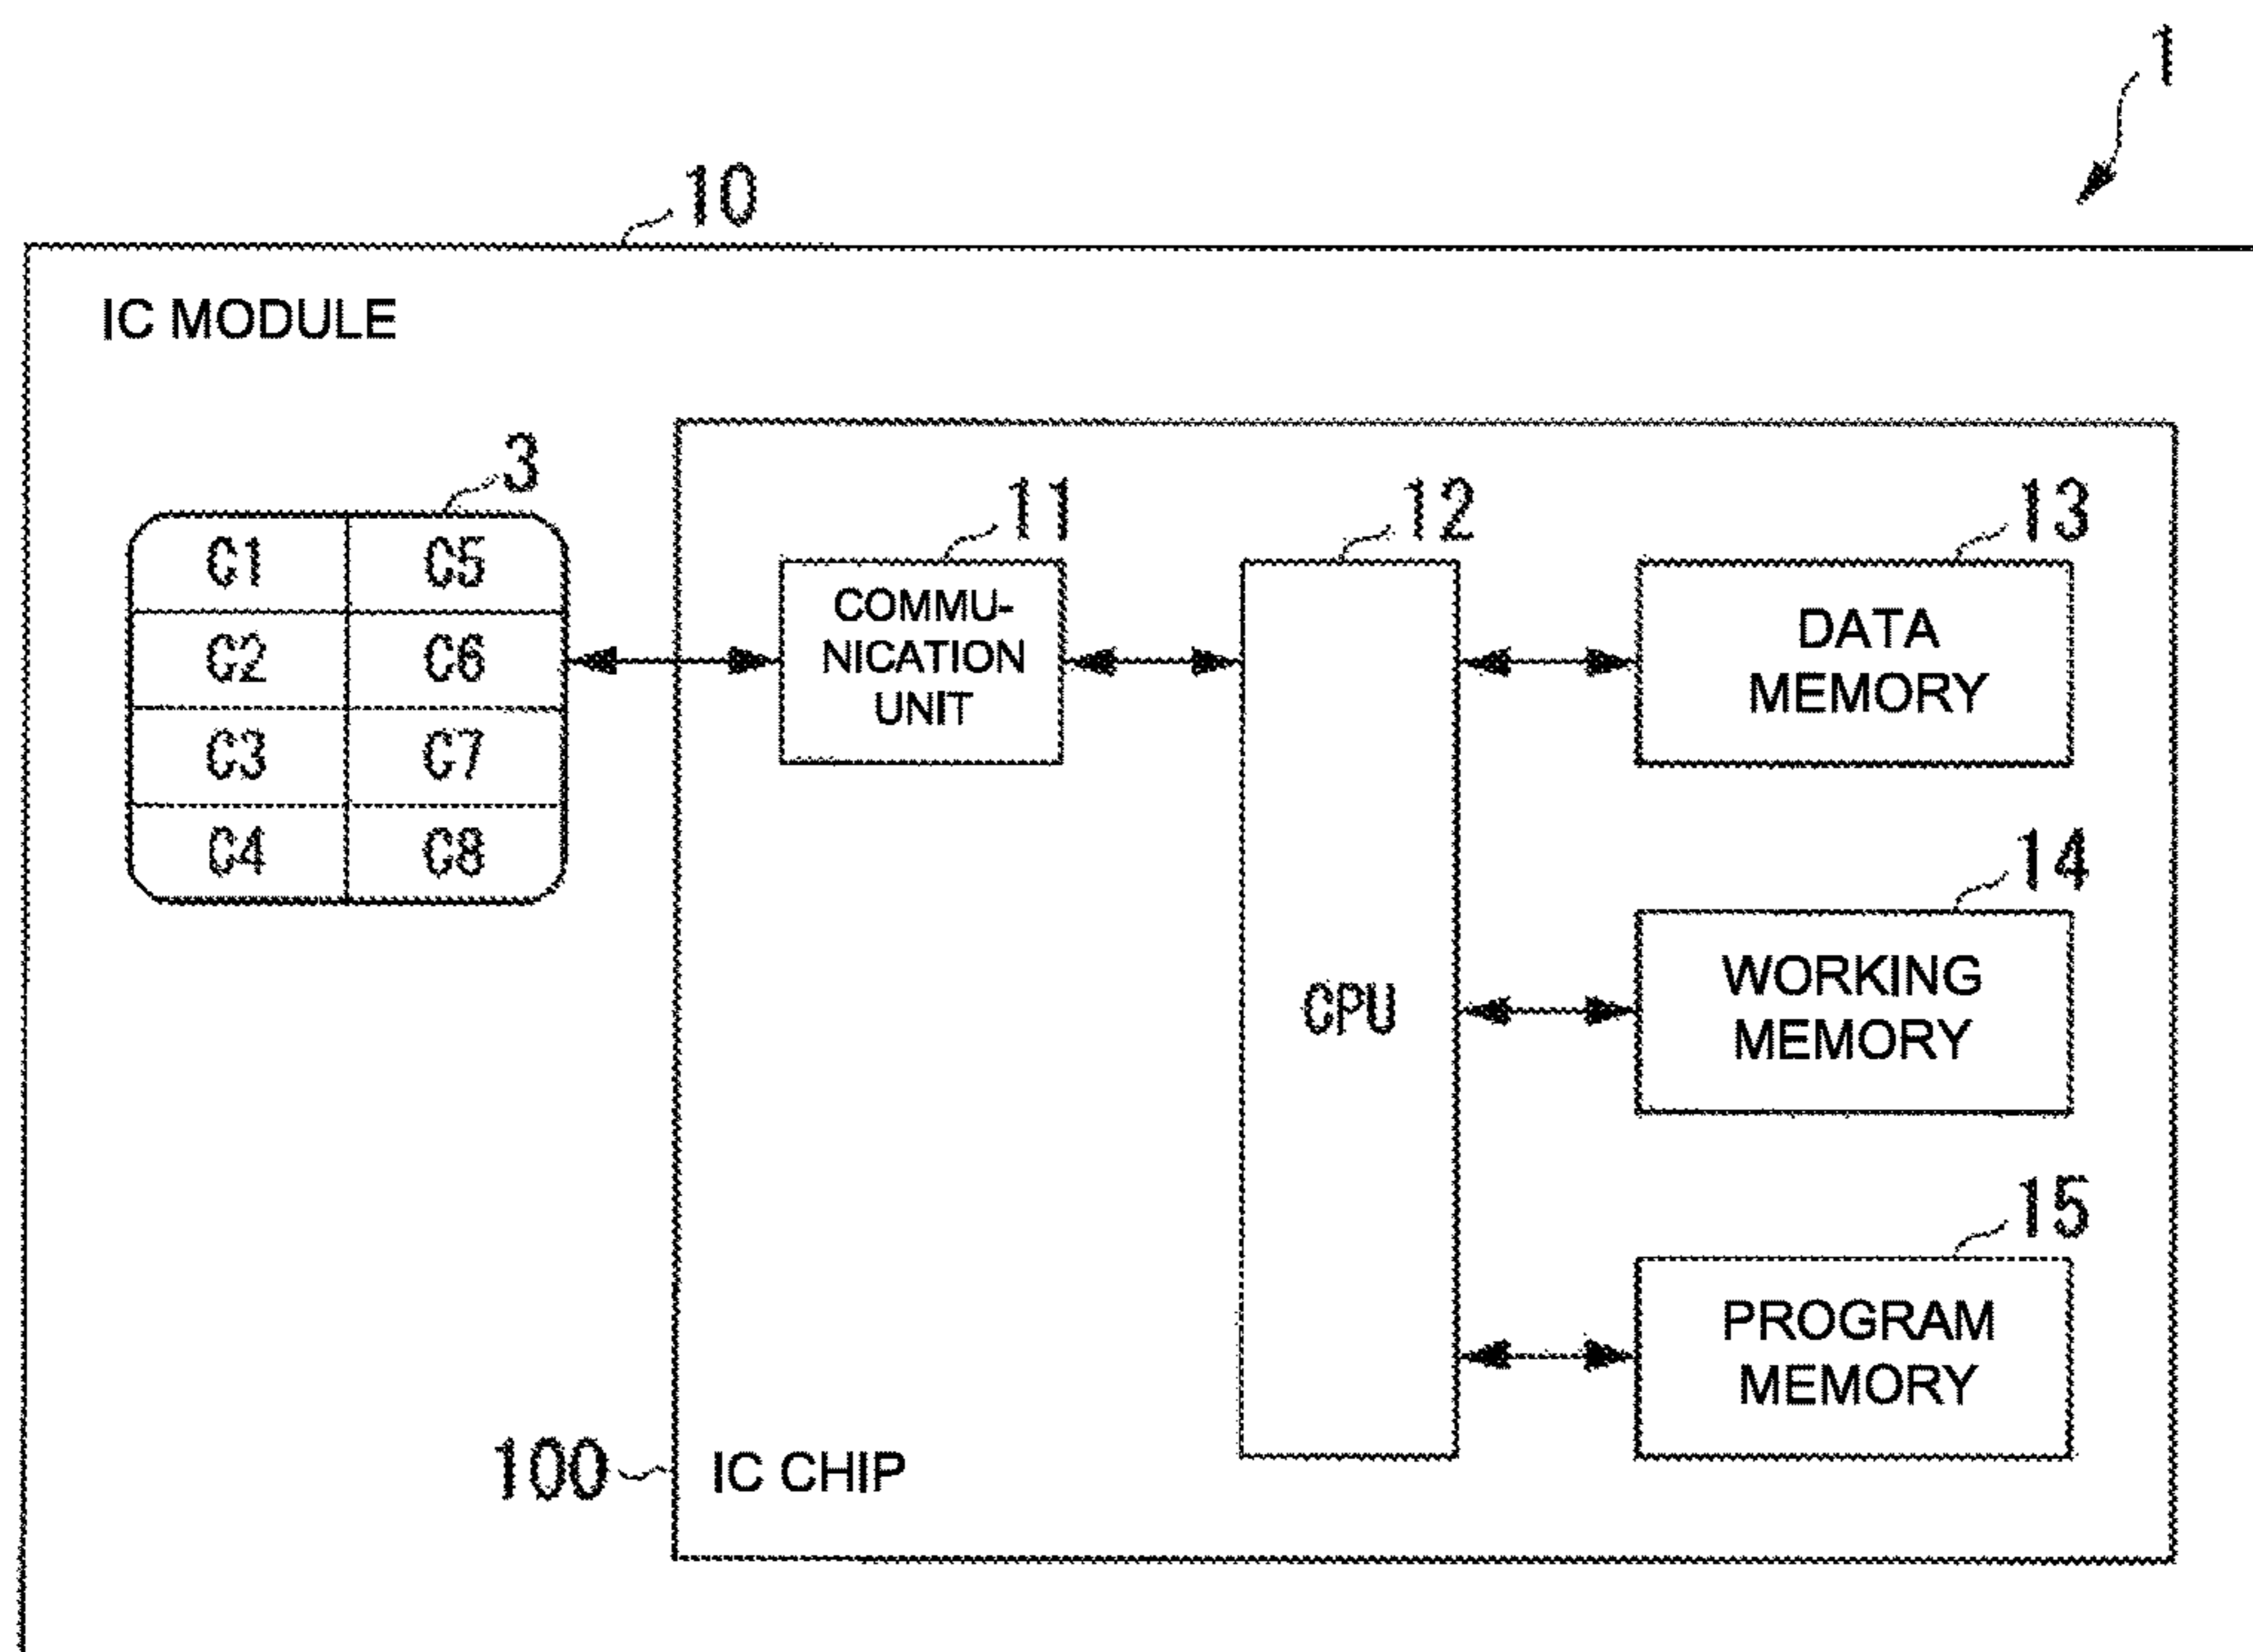 1
10
IC MODULE
3
11
12
13
C1
C5
COMMU-
NICATION
UNIT
DATA
MEMORY
C2
C6
C3
C7
C4
C8
14
CPU
WORKING
MEMORY
15
PROGRAM
MEMORY
100
IC CHIP